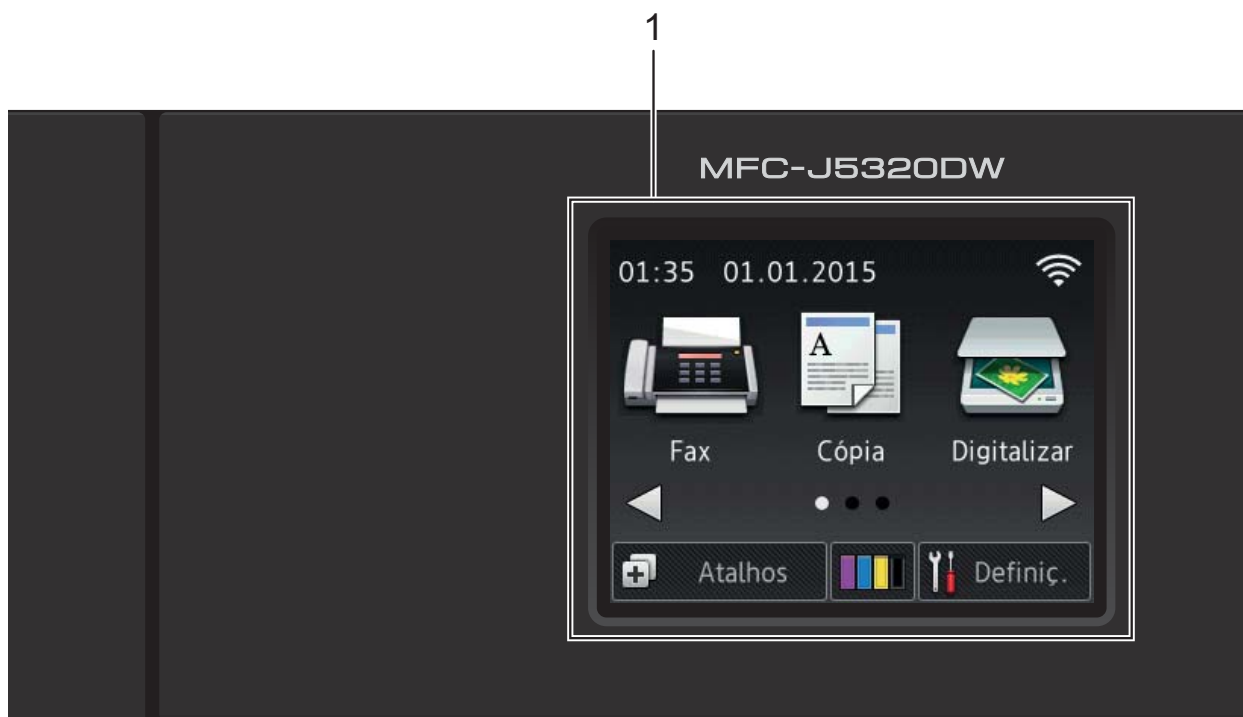 1
MFC-J5320DW
01:35 01.01.2015
A
Fax Cópia Digitalizar
Atalhos Definiç.